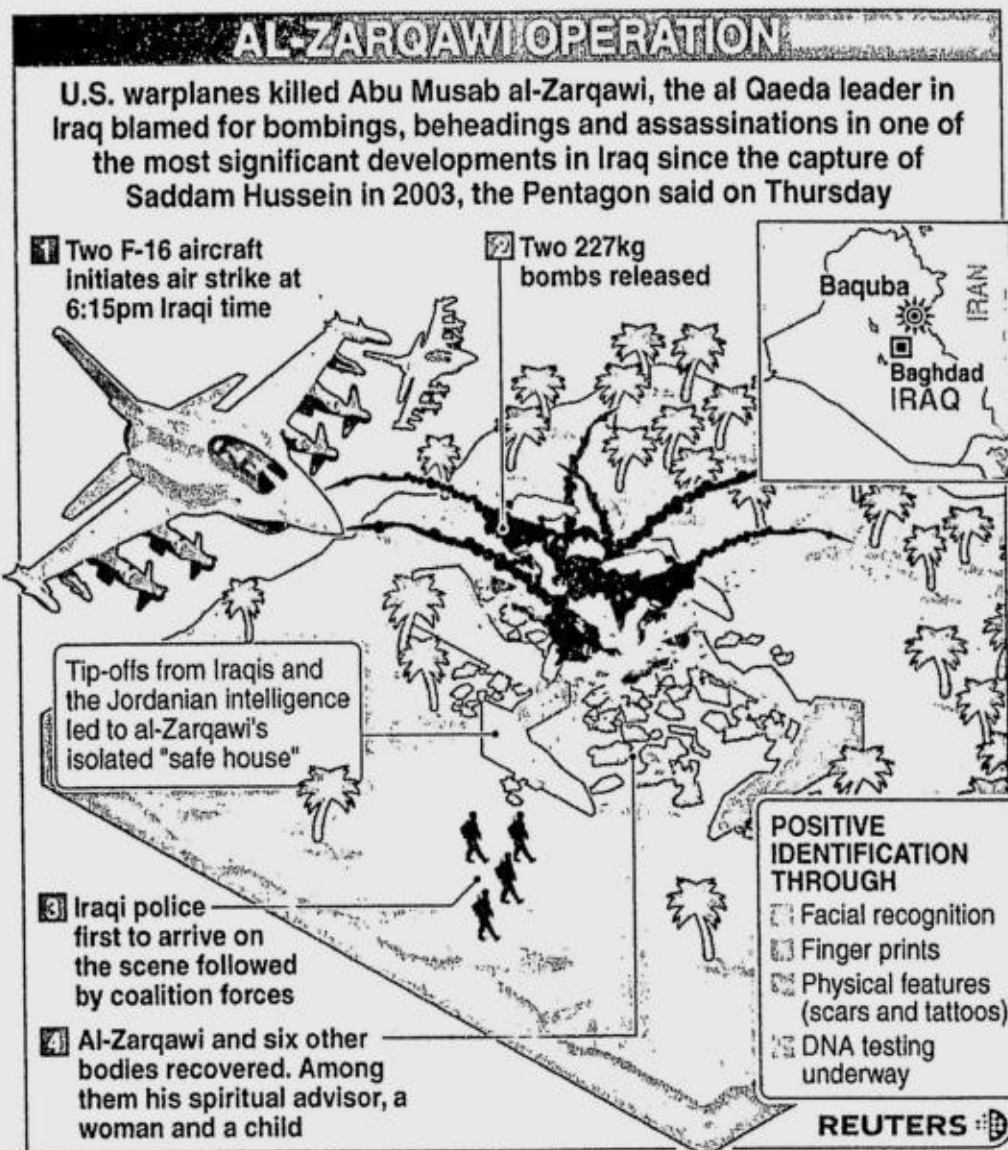 AL-ZARQAWI OPERATION
U.S. warplanes killed Abu Musab al-Zarqawi, the al Qaeda leader in
Iraq blamed for bombings, beheadings and assassinations in one of
the most significant developments in Iraq since the capture of
Saddam Hussein in 2003, the Pentagon said on Thursday
1 Two F-16 aircraft
initiates air strike at
6:15pm Iraqi time
2 Two 227kg
bombs released
Baquba
IRAN
Baghdad
IRAQ
Tip-offs from Iraqis and
the Jordanian intelligence
led to al-Zarqawi's
isolated "safe house"
3 Iraqi police
first to arrive on
the scene followed
by coalition forces
4 Al-Zarqawi and six other
bodies recovered. Among
them his spiritual advisor, a
woman and a child
POSITIVE
IDENTIFICATION
THROUGH
Facial recognition
Finger prints
Physical features
(scars and tattoos)
DNA testing
underway
REUTERS